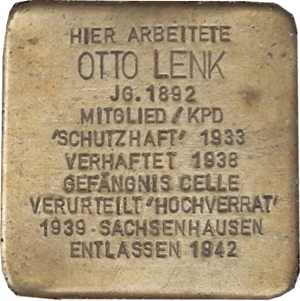 HIER ARBEITETE
OTTO LENK
JG. 1892
MITGLIED / KPD
'SCHUTZHAFT' 1933
VERHAFTET 1938
GEFÄNGNIS CELLE
VERURTEILT 'HOCHVERRAT'
1939 - SACHSENHAUSEN
ENTLASSEN 1942